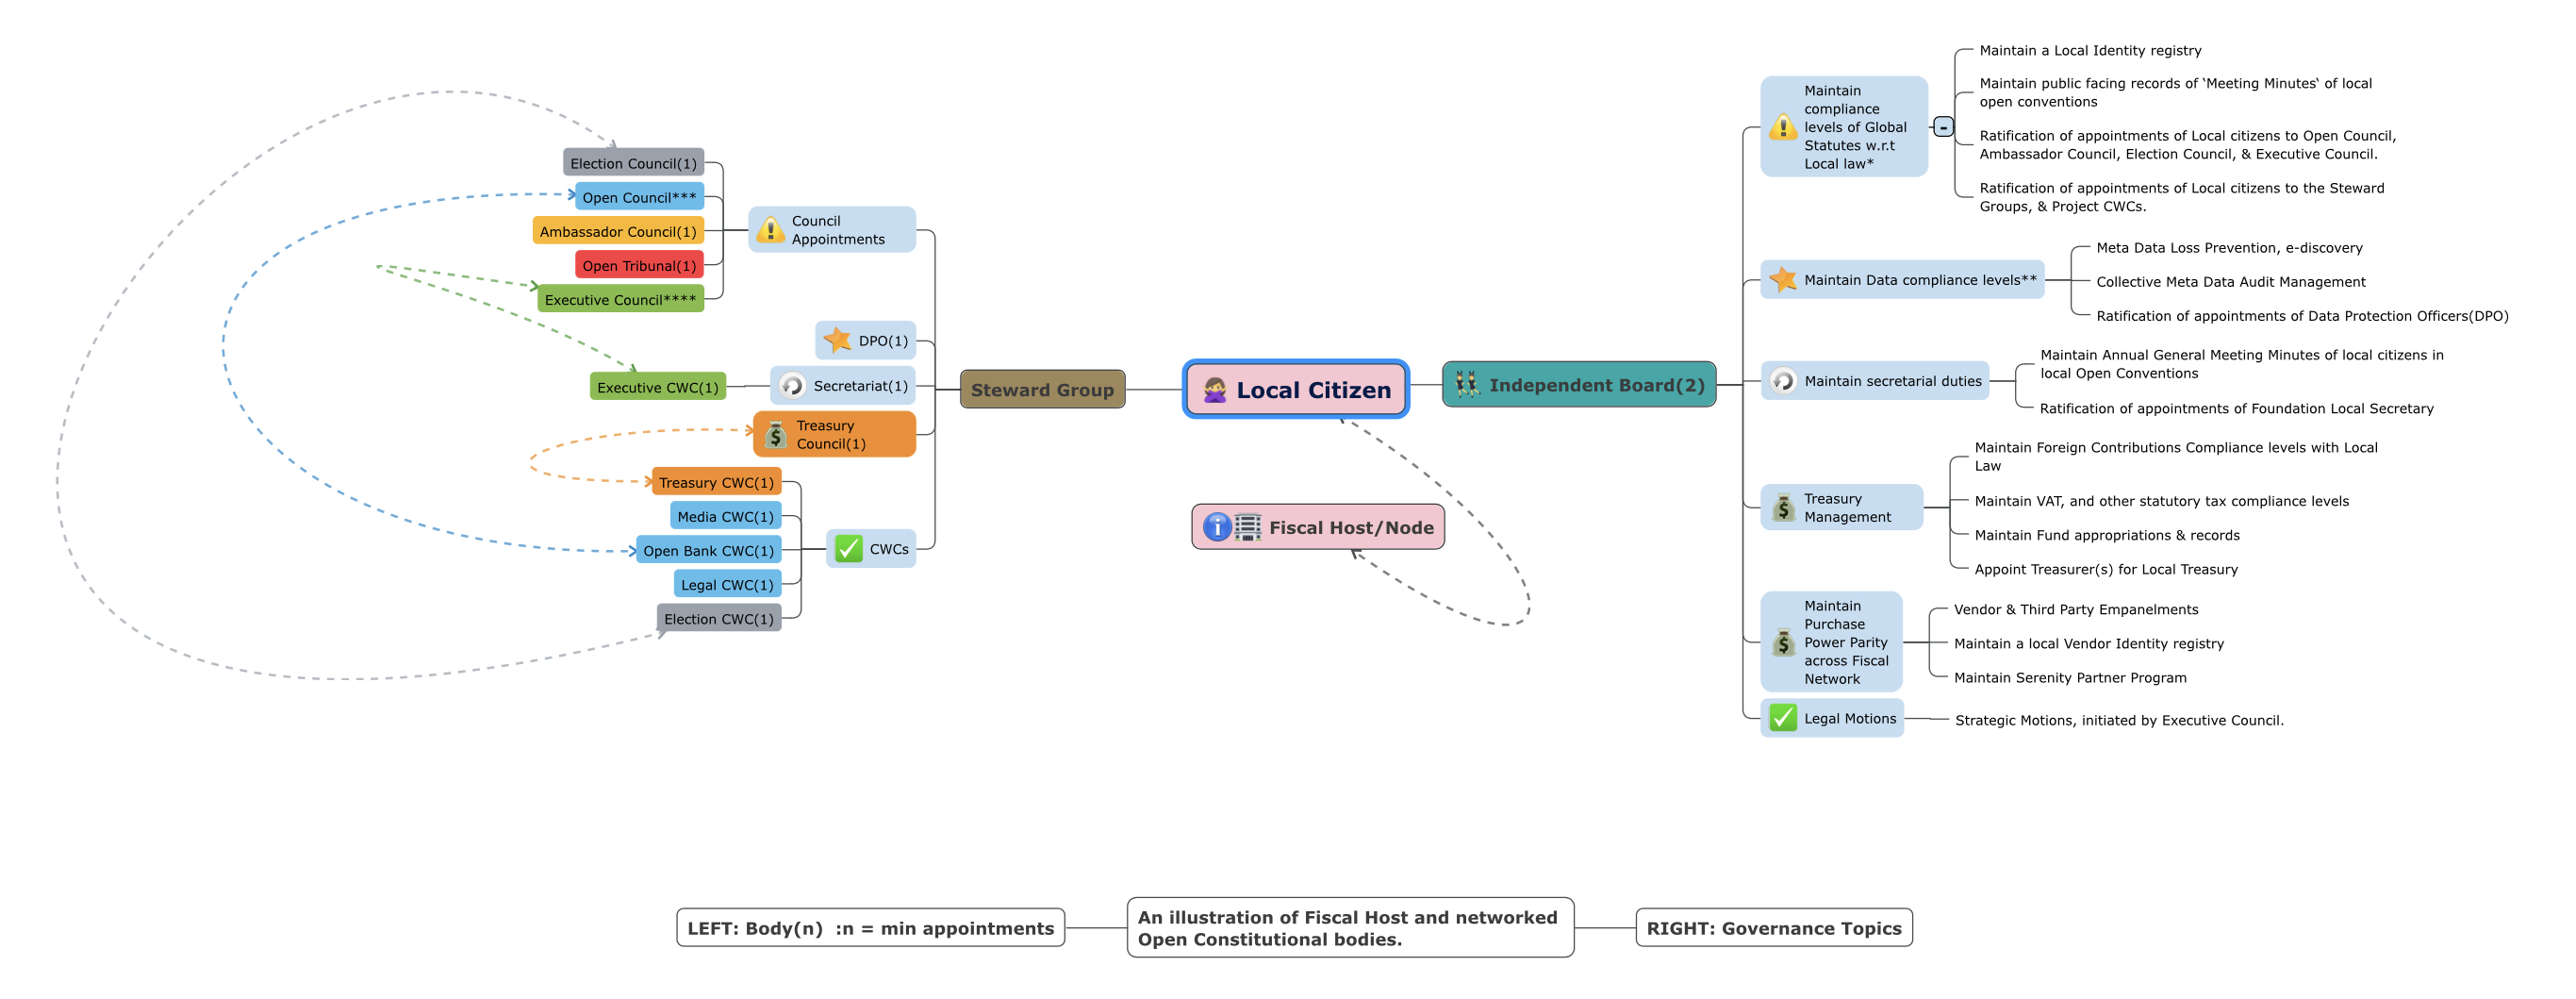 Election Council(1)
Open Council***
Ambassador Council(1)
Open Tribunal(1)
Executive Council****
Council
Appointments
DPO(1)
Executive CWC(1)
Secretariat(1)
Treasury
Council(1)
Treasury CWC(1)
Media CWC(1)
Open Bank CWC(1)
Legal CWC(1)
Election CWC(1)
CWCs
Steward Group
Local Citizen
Fiscal Host/Node
Independent Board(2)
Maintain
compliance
levels of Global
Statutes w.r.t
Local law*
-
Maintain a Local Identity registry
Maintain public facing records of ‘Meeting Minutes‘ of local
open conventions
Ratification of appointments of Local citizens to Open Council,
Ambassador Council, Election Council, & Executive Council.
Ratification of appointments of Local citizens to the Steward
Groups, & Project CWCs.
Maintain Data compliance levels**
Meta Data Loss Prevention, e-discovery
Collective Meta Data Audit Management
Ratification of appointments of Data Protection Officers(DPO)
Maintain secretarial duties
Maintain Annual General Meeting Minutes of local citizens in
local Open Conventions
Ratification of appointments of Foundation Local Secretary
Treasury
Management
Maintain Foreign Contributions Compliance levels with Local
Law
Maintain VAT, and other statutory tax compliance levels
Maintain Fund appropriations & records
Appoint Treasurer(s) for Local Treasury
Maintain
Purchase
Power Parity
across Fiscal
Network
Vendor & Third Party Empanelments
Maintain a local Vendor Identity registry
Maintain Serenity Partner Program
Legal Motions
Strategic Motions, initiated by Executive Council.
LEFT: Body(n)  :n = min appointments
An illustration of Fiscal Host and networked
Open Constitutional bodies.
RIGHT: Governance Topics